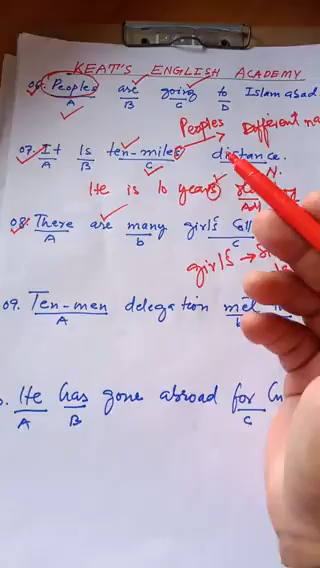 KEAT'S ENGLISH ACADEMY
06. Peoples are going to Islamabad
A B C D
Peoples → Different na
07. It is ten-miles distance.
A B C
N.
He is 10 years
08. There are many girls
A b C
girls →
09. Ten-men delegation met
A b
He has gone abroad for
A B C